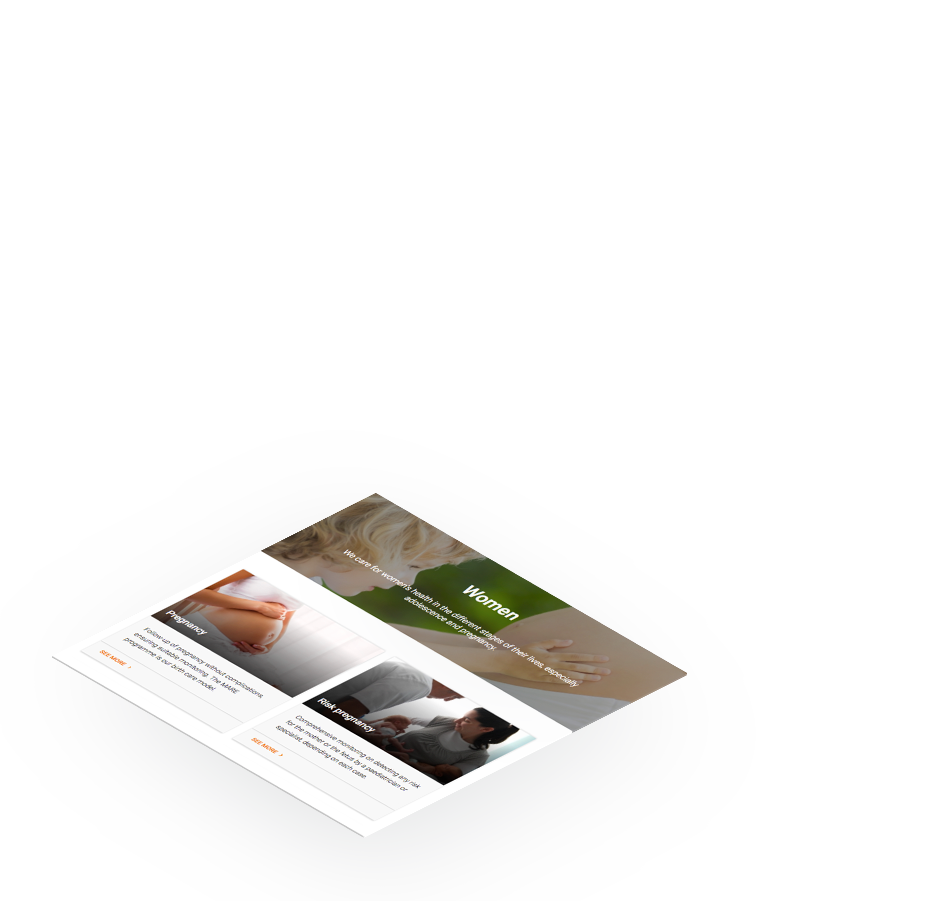 Women
We care for women's health in the different stages of their lives, especially
adolescence and pregnancy.
Pregnancy
Follow-up of pregnancy without complications,
ensuring suitable monitoring. The MARE
programme is our birth care model.
SEE MORE >
Risk pregnancy
Comprehensive monitoring on detecting any risk
for the mother or the fetus by a paediatrician or
specialist, depending on each case.
SEE MORE >